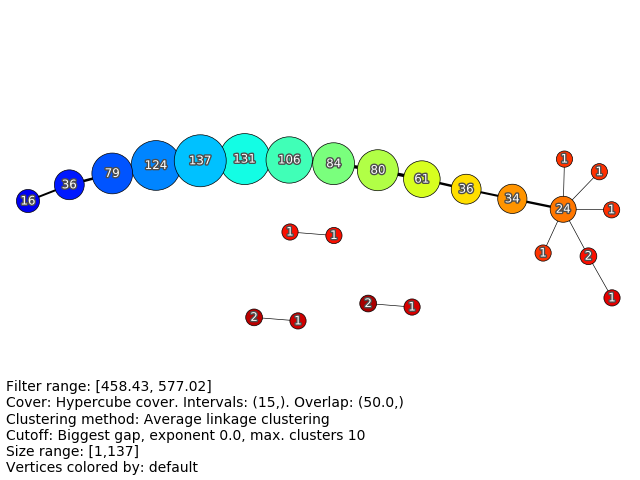 16 36 79 124 137 131 106 84 80 61 36 34 24 1
1
1
1 2
1
1 1
2 1
2 1
Filter range: [458.43, 577.02]
Cover: Hypercube cover. Intervals: (15,). Overlap: (50.0,)
Clustering method: Average linkage clustering
Cutoff: Biggest gap, exponent 0.0, max. clusters 10
Size range: [1,137]
Vertices colored by: default